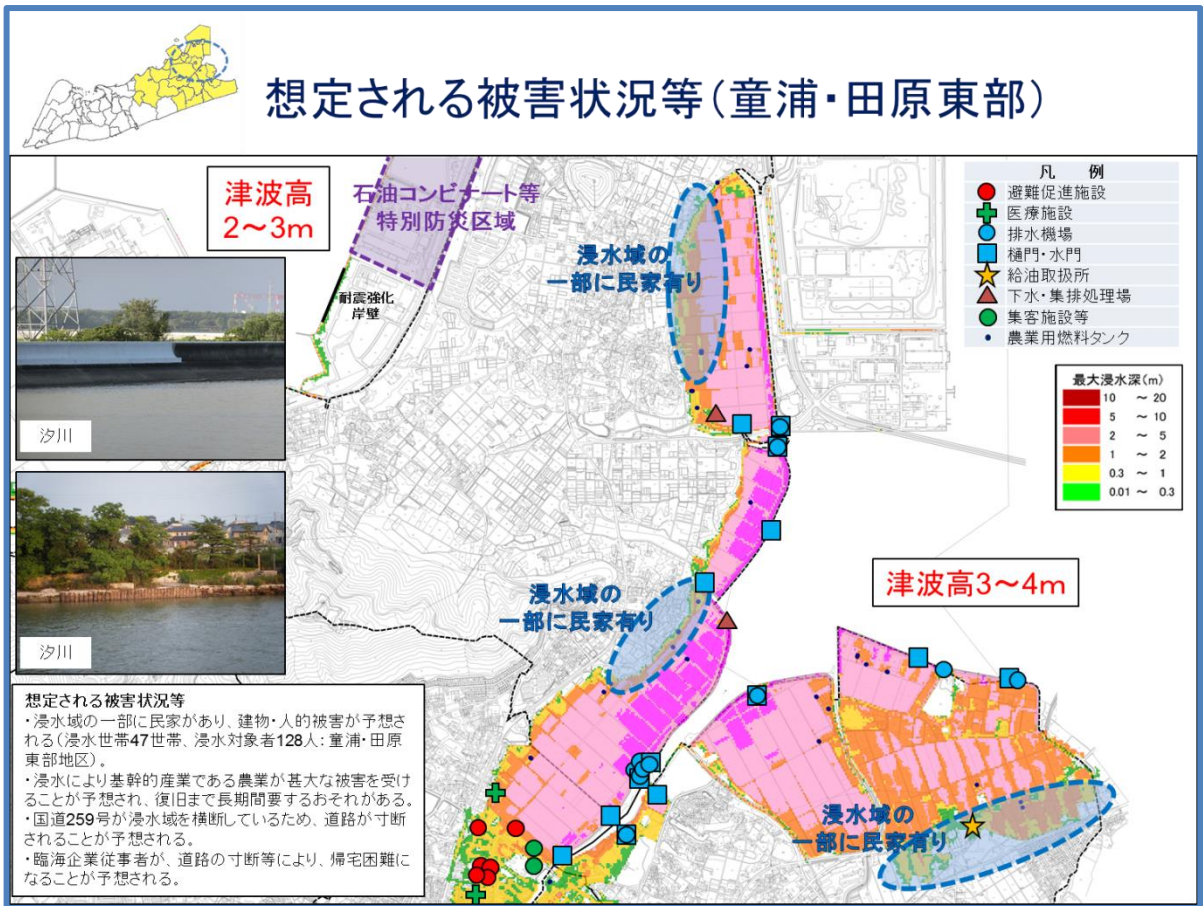 想定される被害状況等(童浦・田原東部)
津波高
2～3m
石油コンビナート等
特別防災区域
耐震強化
岸壁
浸水域の
一部に民家有り
凡 例
避難促進施設
医療施設
排水機場
樋門・水門
給油取扱所
下水・集排処理場
集客施設等
農業用燃料タンク
最大浸水深(m)
10 ～ 20
5 ～ 10
2 ～ 5
1 ～ 2
0.3 ～ 1
0.01 ～ 0.3
汐川
汐川
浸水域の
一部に民家有り
津波高3～4m
浸水域の
一部に民家有り
想定される被害状況等
・浸水域の一部に民家があり、建物・人的被害が予想さ
れる(浸水世帯47世帯、浸水対象者128人:童浦・田原
東部地区)。
・浸水により基幹的産業である農業が甚大な被害を受け
ることが予想され、復旧まで長期間要するおそれがある。
・国道259号が浸水域を横断しているため、道路が寸断
されることが予想される。
・臨海企業従事者が、道路の寸断等により、帰宅困難に
なることが予想される。